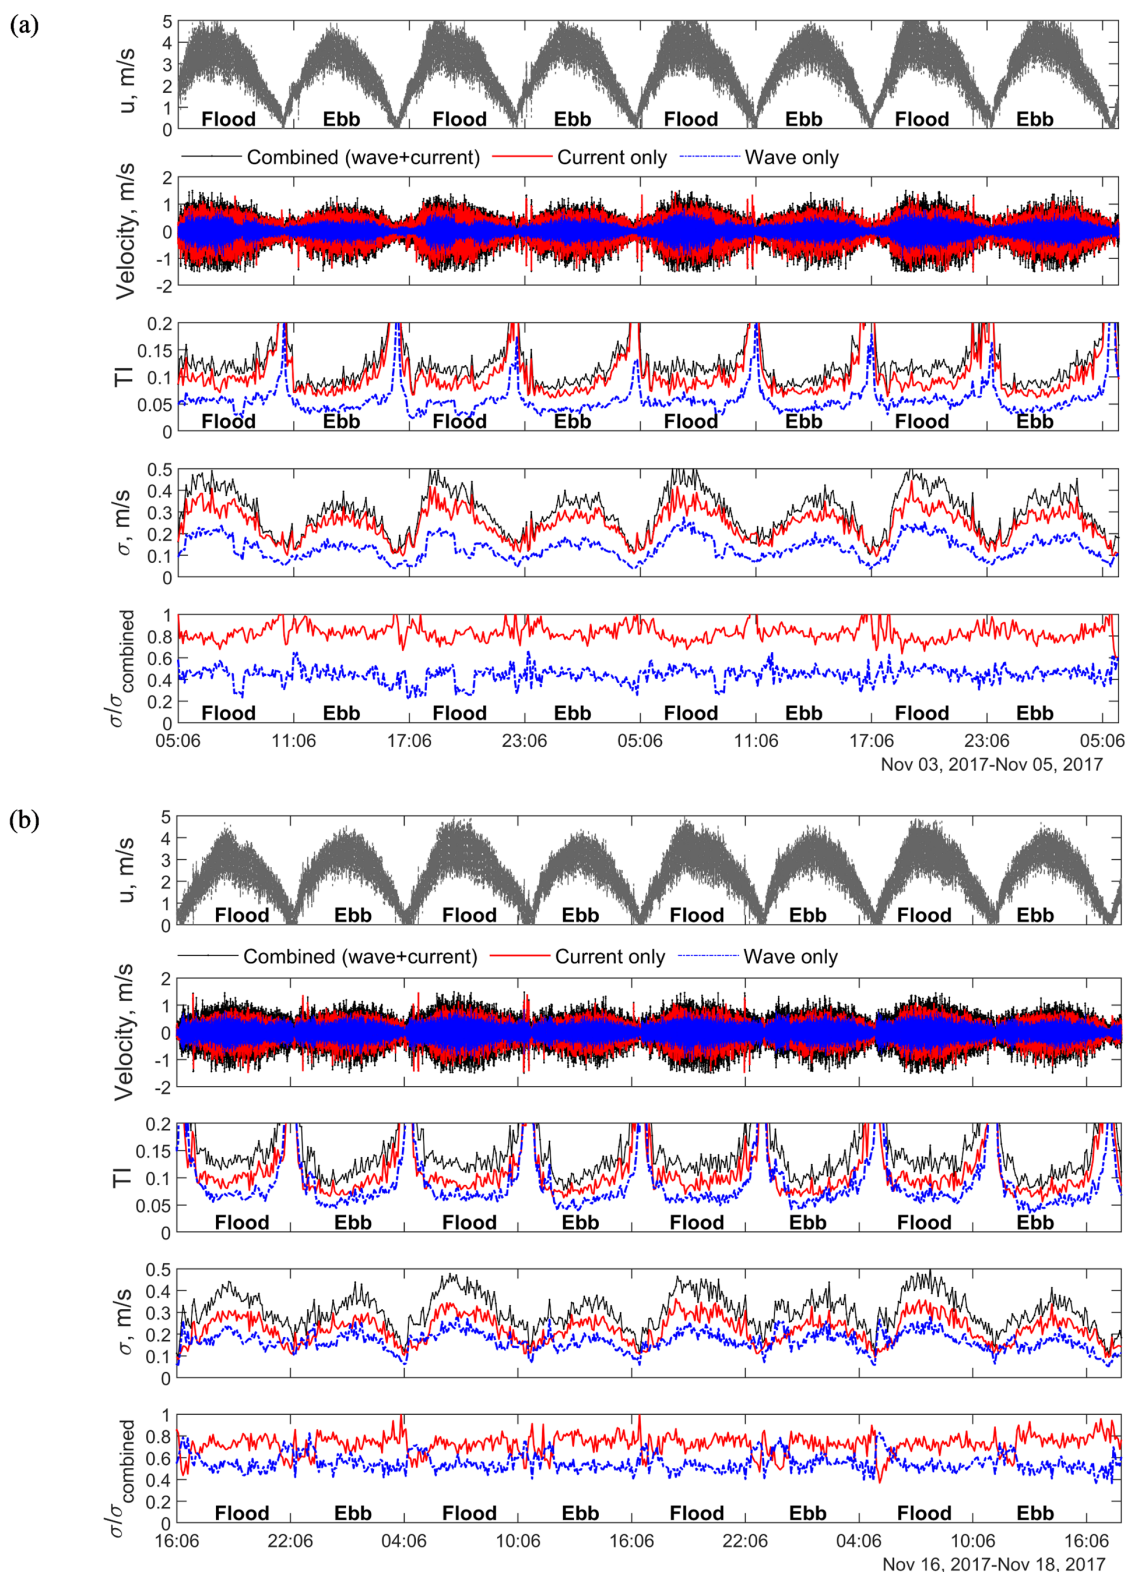 (a)
u, m/s
5
4
3
2
1
0
Flood Ebb Flood Ebb Flood Ebb Flood Ebb
Combined (wave+current) Current only Wave only
Velocity, m/s
2
1
0
-1
-2
TI
0.2
0.15
0.1
0.05
0
Flood Ebb Flood Ebb Flood Ebb Flood Ebb
σ, m/s
0.5
0.4
0.3
0.2
0.1
0
σ/σcombined
1
0.8
0.6
0.4
0.2
0
Flood Ebb Flood Ebb Flood Ebb Flood Ebb
05:06 11:06 17:06 23:06 05:06 11:06 17:06 23:06 05:06
Nov 03, 2017-Nov 05, 2017
(b)
u, m/s
5
4
3
2
1
0
Flood Ebb Flood Ebb Flood Ebb Flood Ebb
Combined (wave+current) Current only Wave only
Velocity, m/s
2
1
0
-1
-2
TI
0.2
0.15
0.1
0.05
0
Flood Ebb Flood Ebb Flood Ebb Flood Ebb
σ, m/s
0.5
0.4
0.3
0.2
0.1
0
σ/σcombined
1
0.8
0.6
0.4
0.2
0
Flood Ebb Flood Ebb Flood Ebb Flood Ebb
16:06 22:06 04:06 10:06 16:06 22:06 04:06 10:06 16:06
Nov 16, 2017-Nov 18, 2017